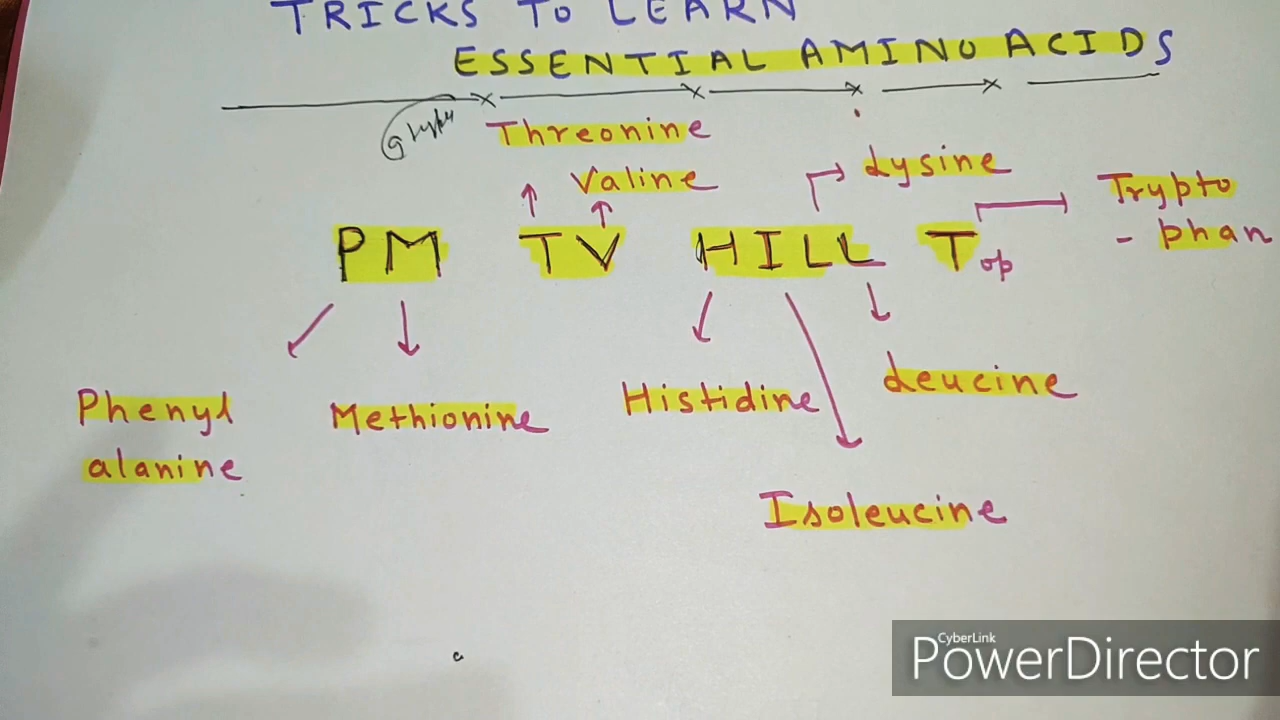 TRICKS TO LEARN
ESSENTIAL AMINO ACIDS
Threonine
Valine
Lysine
Trypto
- phan
PM TV HILL Top
Phenyl
alanine
Methionine
Histidine
Leucine
Isoleucine
CyberLink
PowerDirector